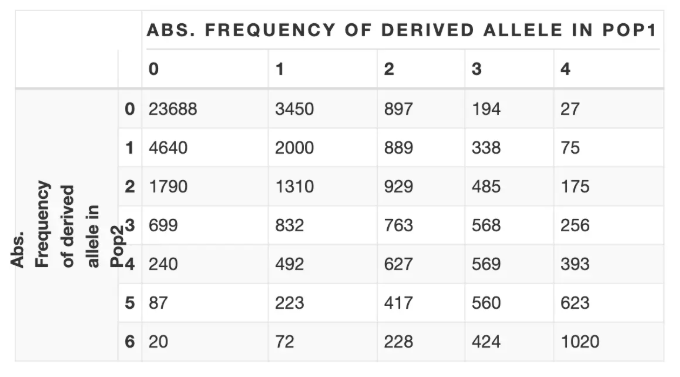 ABS. FREQUENCY OF DERIVED ALLELE IN POP1
0 1 2 3 4
Abs.
Frequency
of derived
allele in
Pop2
0 23688 3450 897 194 27
1 4640 2000 889 338 75
2 1790 1310 929 485 175
3 699 832 763 568 256
4 240 492 627 569 393
5 87 223 417 560 623
6 20 72 228 424 1020